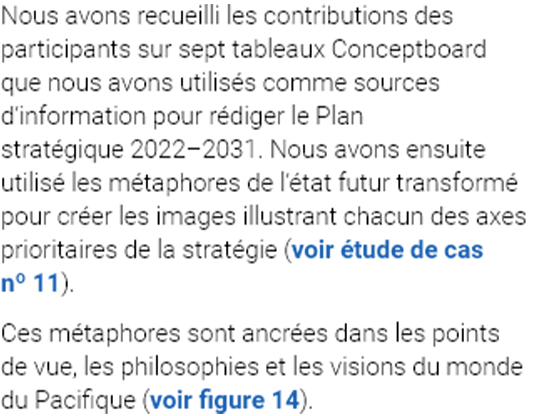 Nous avons recueilli les contributions des
participants sur sept tableaux Conceptboard
que nous avons utilisés comme sources
d'information pour rédiger le Plan
stratégique 2022–2031. Nous avons ensuite
utilisé les métaphores de l'état futur transformé
pour créer les images illustrant chacun des axes
prioritaires de la stratégie (voir étude de cas
nº 11).
Ces métaphores sont ancrées dans les points
de vue, les philosophies et les visions du monde
du Pacifique (voir figure 14).